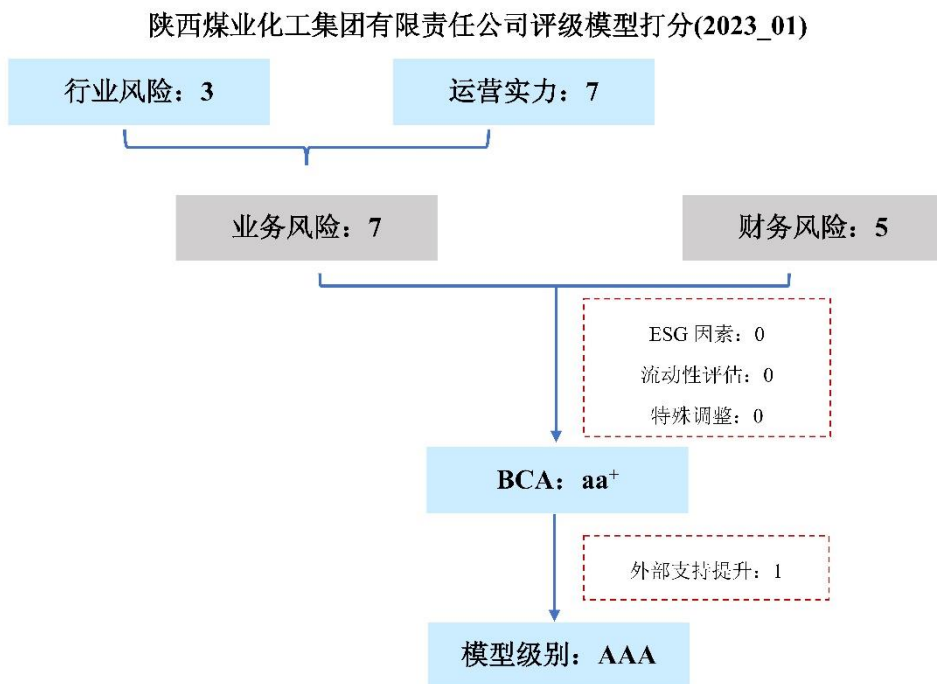 陕西煤业化工集团有限责任公司评级模型打分(2023_01)
行业风险：3
运营实力：7
业务风险：7
财务风险：5
ESG 因素：0
流动性评估：0
特殊调整：0
BCA：aa⁺
外部支持提升：1
模型级别：AAA